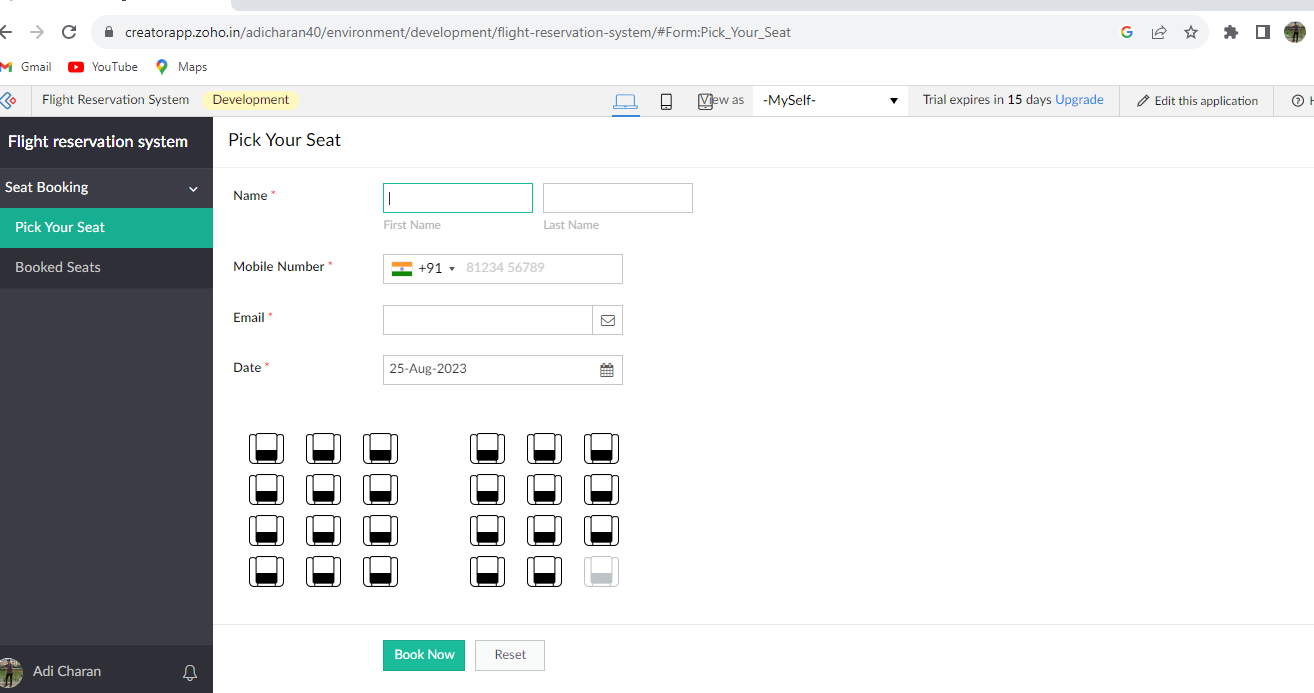 creatorapp.zoho.in/adicharan40/environment/development/flight-reservation-system/#Form:Pick_Your_Seat
Gmail YouTube Maps
Flight Reservation System Development View as -MySelf- Trial expires in 15 days Upgrade Edit this application
Flight reservation system
Pick Your Seat
Seat Booking
Pick Your Seat
Booked Seats
Name *
First Name Last Name
Mobile Number * +91 81234 56789
Email *
Date * 25-Aug-2023
Book Now Reset
Adi Charan